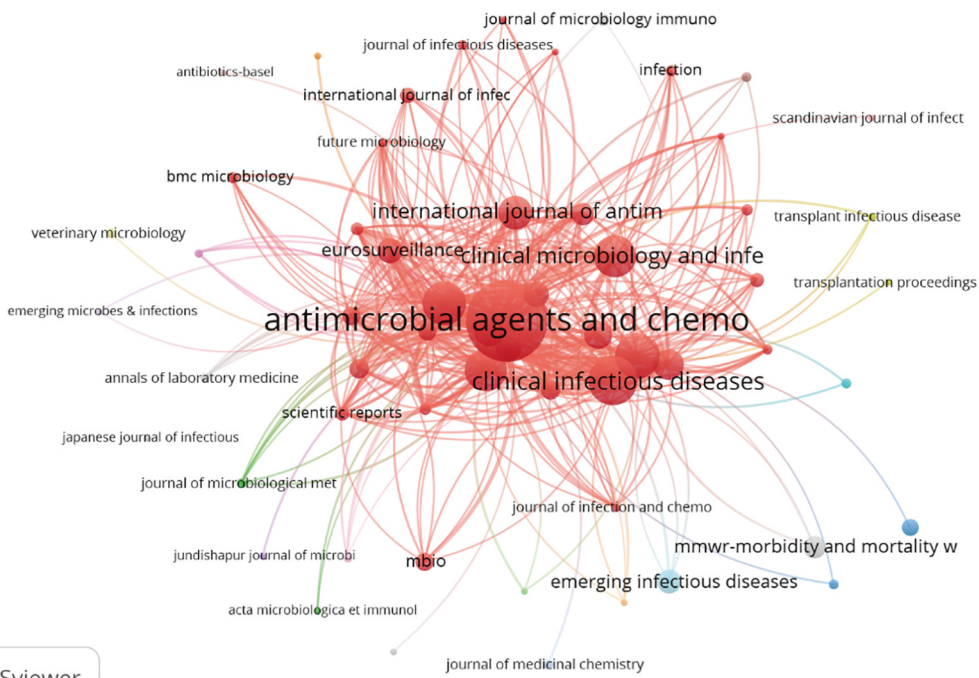 journal of microbiology immuno
journal of infectious diseases
antibiotics-basel
infection
international journal of infec
scandinavian journal of infect
future microbiology
bmc microbiology
international journal of antim
transplant infectious disease
veterinary microbiology
eurosurveillance
clinical microbiology and infe
transplantation proceedings
emerging microbes & infections
antimicrobial agents and chemo
annals of laboratory medicine
clinical infectious diseases
scientific reports
japanese journal of infectious
journal of microbiological met
journal of infection and chemo
mmwr-morbidity and mortality w
jundishapur journal of microbi
mbio
emerging infectious diseases
acta microbiologica et immunol
journal of medicinal chemistry
Sviewer